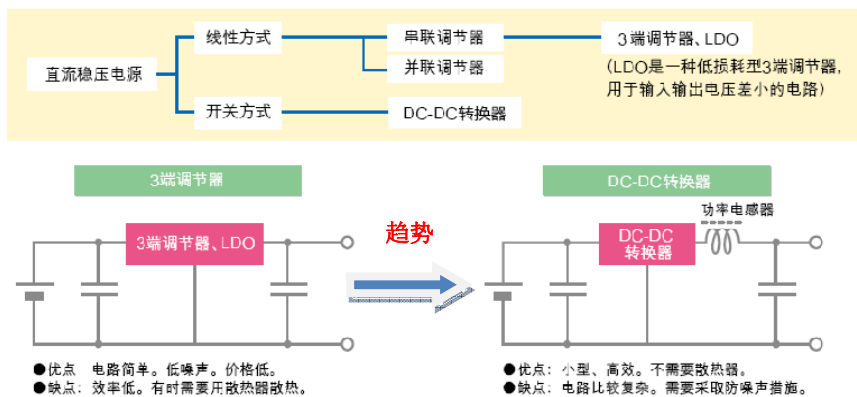 线性方式
串联调节器
3端调节器、LDO
直流稳压电源
并联调节器
(LDO是一种低损耗型3端调节器,
用于输入输出电压差小的电路)
开关方式
DC-DC转换器
3端调节器
DC-DC转换器
3端调节器、LDO
趋势
功率电感器
DC-DC
转换器
●优点 电路简单。低噪声。价格低。
●缺点：效率低。有时需要用散热器散热。
●优点：小型、高效。不需要散热器。
●缺点：电路比较复杂。需要采取防噪声措施。